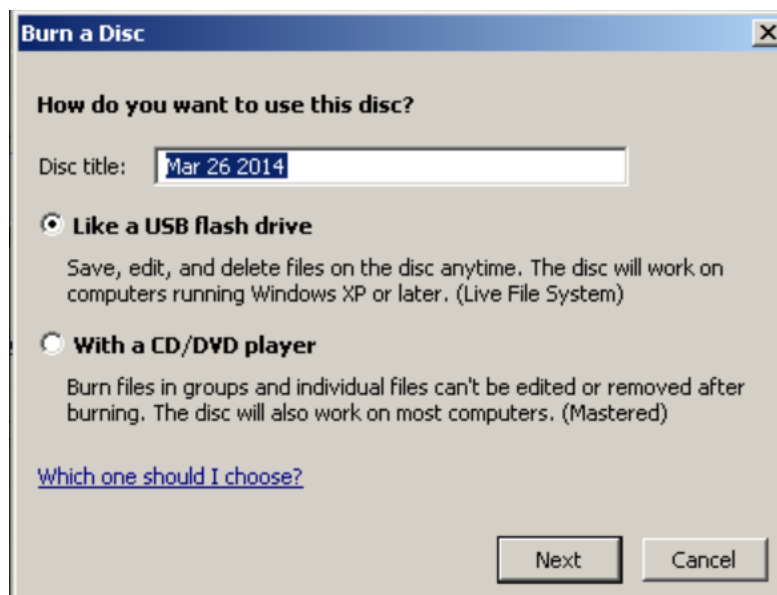 Burn a Disc
How do you want to use this disc?
Disc title: Mar 26 2014
Like a USB flash drive
Save, edit, and delete files on the disc anytime. The disc will work on
computers running Windows XP or later. (Live File System)
With a CD/DVD player
Burn files in groups and individual files can't be edited or removed after
burning. The disc will also work on most computers. (Mastered)
Which one should I choose?
Next Cancel